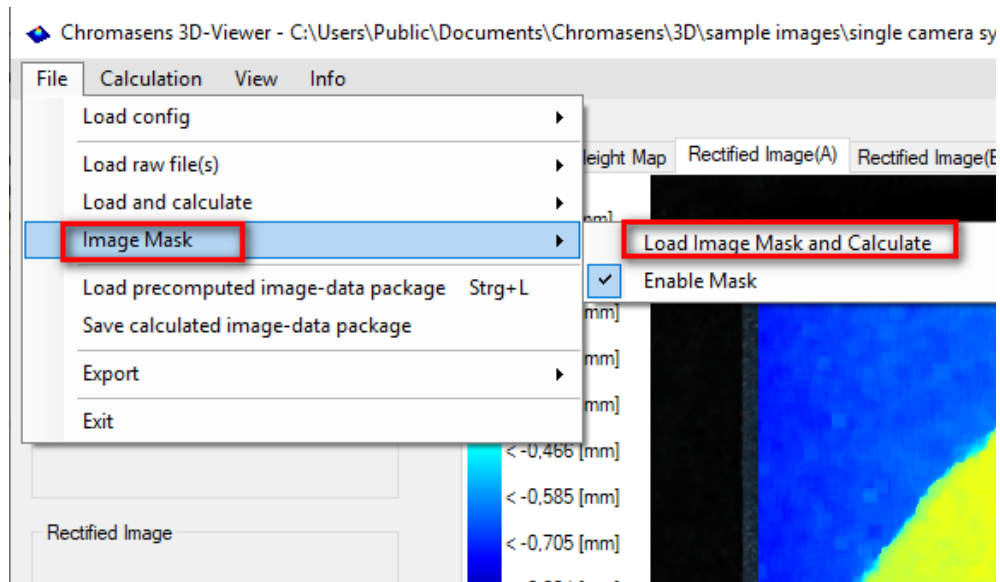 Chromasens 3D-Viewer - C:\Users\Public\Documents\Chromasens\3D\sample images\single camera sy
File Calculation View Info
Load config
Load raw file(s)
Load and calculate
Image Mask
Load precomputed image-data package Strg+L
Save calculated image-data package
Export
Exit
Height Map Rectified Image(A) Rectified Image(B
Load Image Mask and Calculate
Enable Mask
mm]
mm]
mm]
< -0,466 [mm]
< -0,585 [mm]
< -0,705 [mm]
Rectified Image